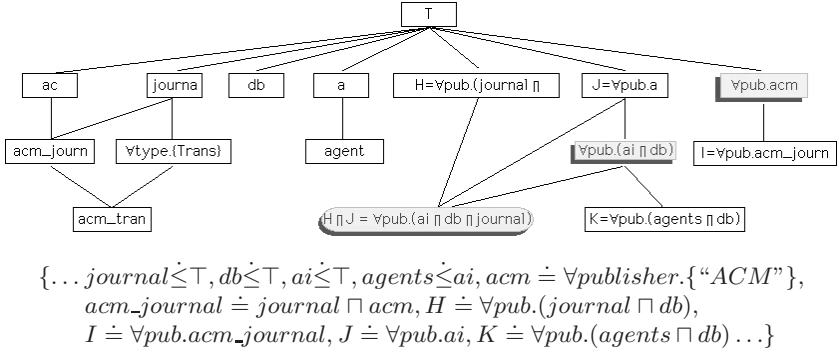 T
ac journa db a H=∀pub.(journal ⊓ J=∀pub.a ∀pub.acm
acm_journ ∀type.{Trans} agent ∀pub.(ai ⊓ db) I=∀pub.acm_journ
acm_tran H ⊓ J = ∀pub.(ai ⊓ db ⊓ journal) K=∀pub.(agents ⊓ db)
{… journal≤̇⊤, db≤̇⊤, ai≤̇⊤, agents≤̇ai, acm ≐ ∀publisher.{“ACM”},
acm_journal ≐ journal ⊓ acm, H ≐ ∀pub.(journal ⊓ db),
I ≐ ∀pub.acm_journal, J ≐ ∀pub.ai, K ≐ ∀pub.(agents ⊓ db) …}